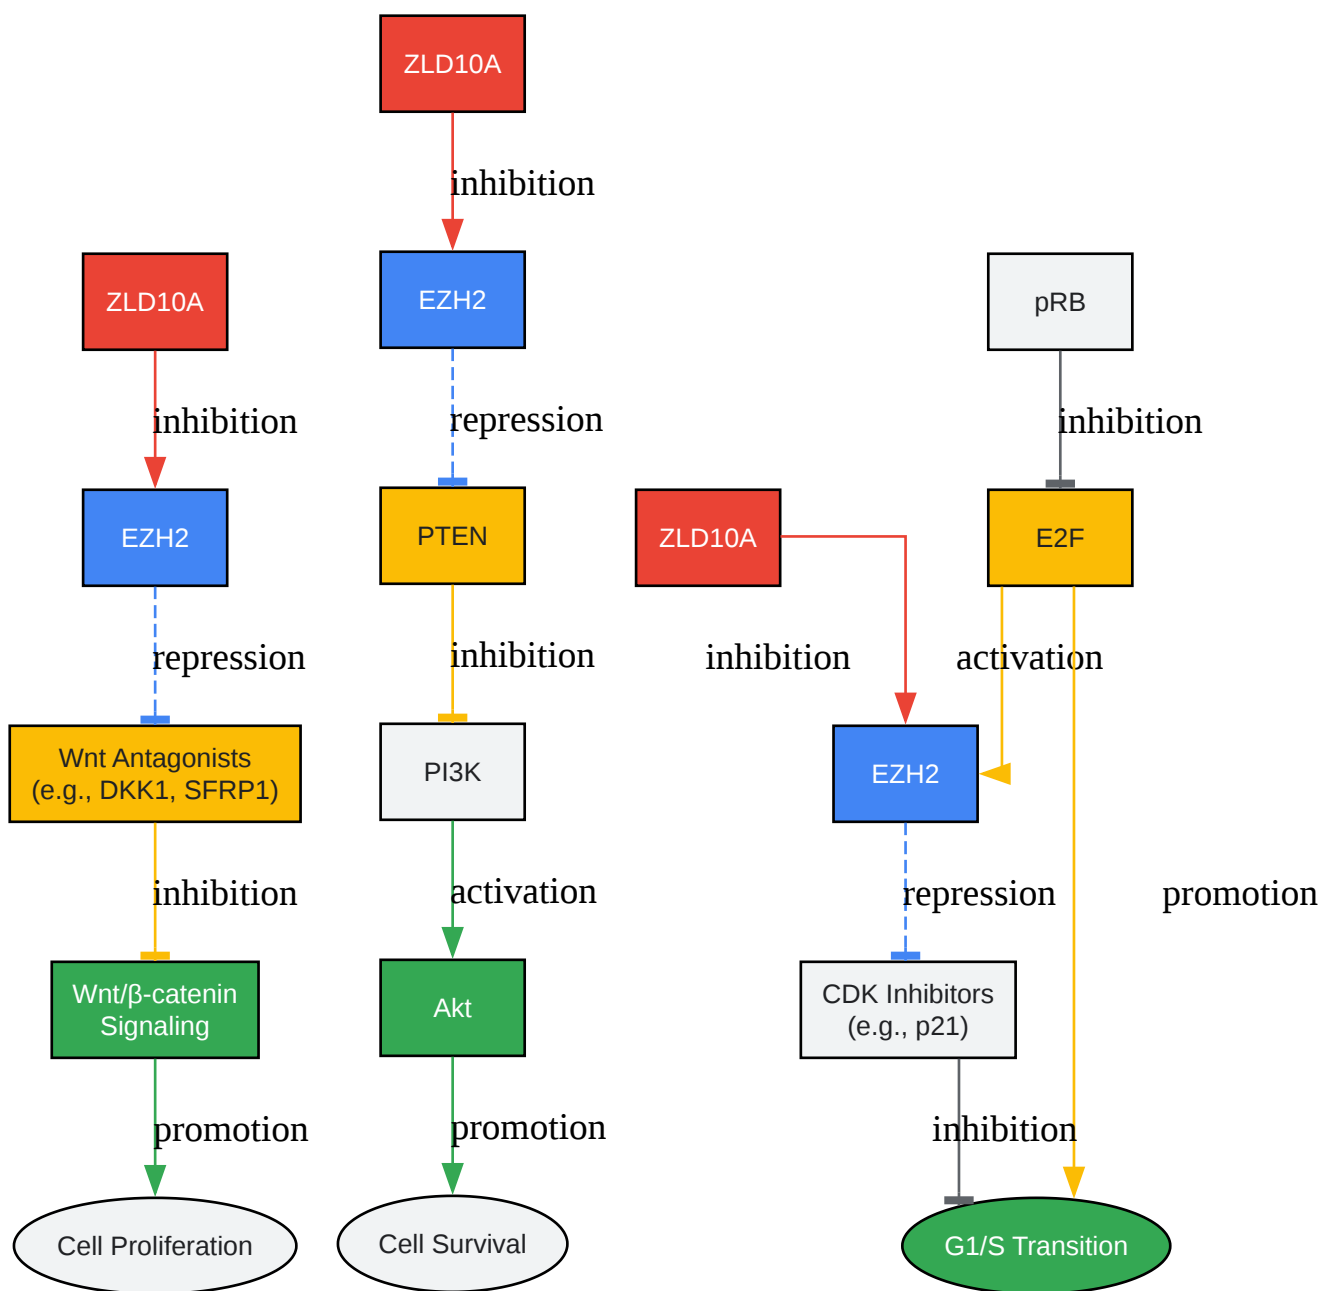 ZLD10A
inhibition
EZH2
repression
Wnt Antagonists
(e.g., DKK1, SFRP1)
inhibition
Wnt/β-catenin
Signaling
promotion
Cell Proliferation
ZLD10A
inhibition
EZH2
repression
PTEN
inhibition
PI3K
activation
Akt
promotion
Cell Survival
pRB
inhibition
ZLD10A
E2F
inhibition
activation
EZH2
repression
promotion
CDK Inhibitors
(e.g., p21)
inhibition
G1/S Transition